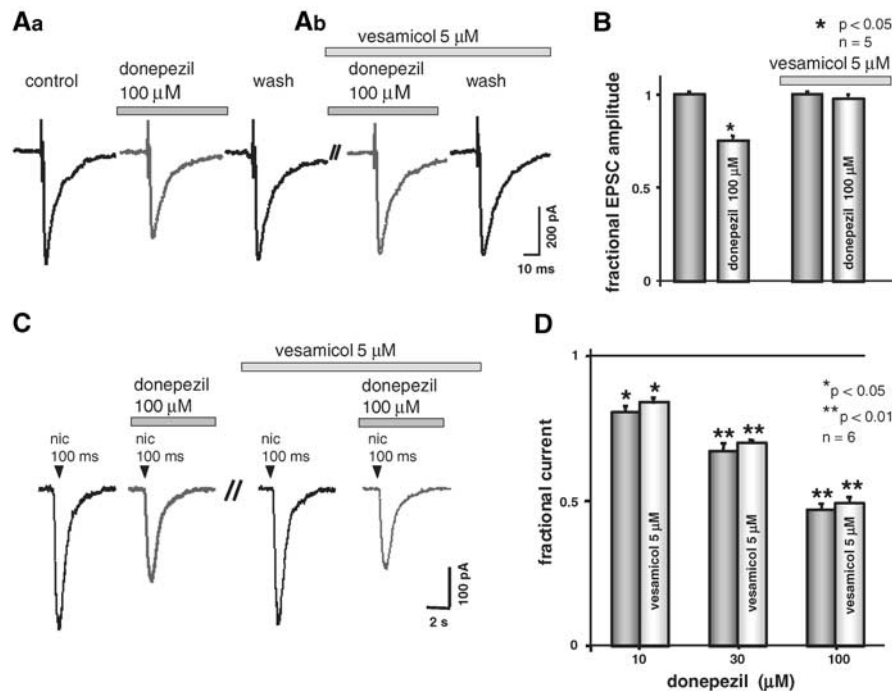 Aa
Ab
vesamicol 5 µM
control
donepezil
100 µM
wash
donepezil
100 µM
wash
200 pA
10 ms
B
* p < 0.05
n = 5
vesamicol 5 µM
fractional EPSC amplitude
1
0.5
0
*
donepezil 100 µM
donepezil 100 µM
C
vesamicol 5 µM
donepezil
100 µM
donepezil
100 µM
nic
100 ms
nic
100 ms
nic
100 ms
nic
100 ms
100 pA
2 s
D
fractional current
1
0.5
0
* *
** **
** **
*p < 0.05
**p < 0.01
n = 6
vesamicol 5 µM
vesamicol 5 µM
vesamicol 5 µM
10 30 100
donepezil (µM)